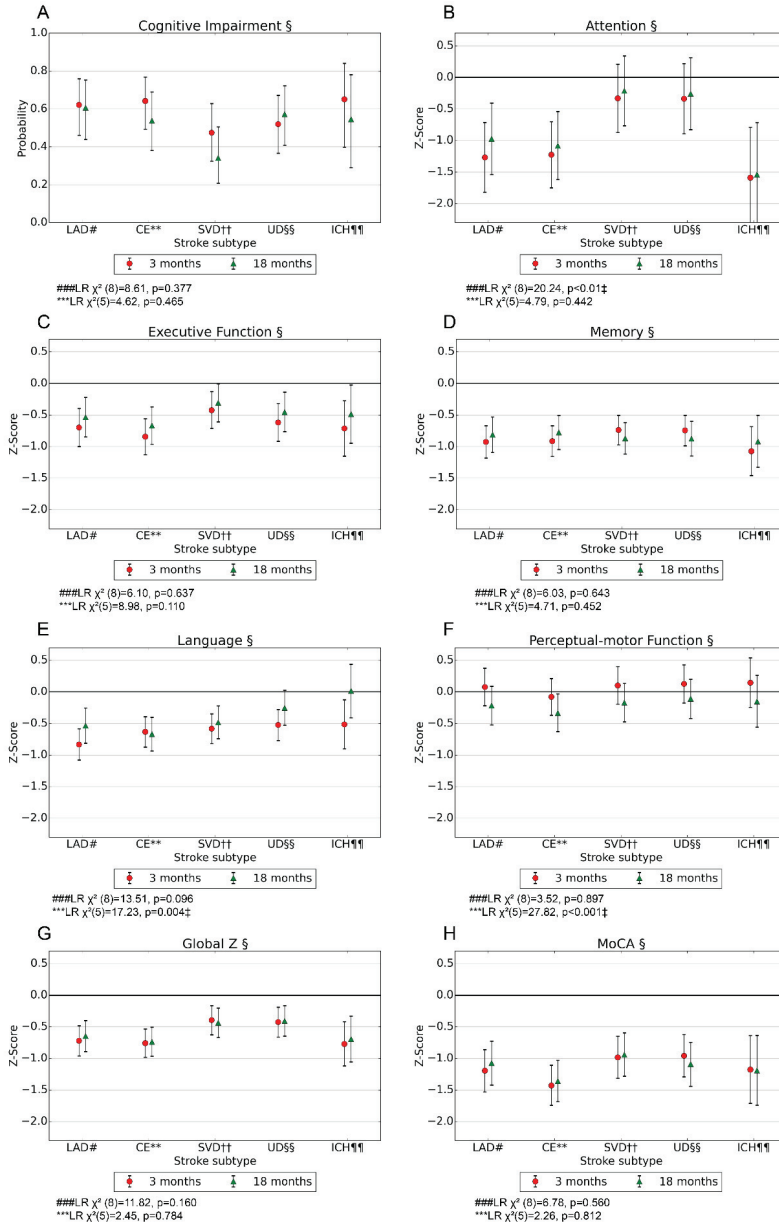 A
Cognitive Impairment §
1.0
0.8
0.6
0.4
0.2
0.0
Probability
LAD# CE** SVD†† UD§§ ICH¶¶
Stroke subtype
3 months 18 months
###LR χ² (8)=8.61, p=0.377
***LR χ²(5)=4.62, p=0.465
B
Attention §
0.5
0.0
−0.5
−1.0
−1.5
−2.0
Z-Score
LAD# CE** SVD†† UD§§ ICH¶¶
Stroke subtype
3 months 18 months
###LR χ² (8)=20.24, p<0.01‡
***LR χ²(5)=4.79, p=0.442
C
Executive Function §
0.5
0.0
−0.5
−1.0
−1.5
−2.0
Z-Score
LAD# CE** SVD†† UD§§ ICH¶¶
Stroke subtype
3 months 18 months
###LR χ² (8)=6.10, p=0.637
***LR χ²(5)=8.98, p=0.110
D
Memory §
0.5
0.0
−0.5
−1.0
−1.5
−2.0
Z-Score
LAD# CE** SVD†† UD§§ ICH¶¶
Stroke subtype
3 months 18 months
###LR χ² (8)=6.03, p=0.643
***LR χ²(5)=4.71, p=0.452
E
Language §
0.5
0.0
−0.5
−1.0
−1.5
−2.0
Z-Score
LAD# CE** SVD†† UD§§ ICH¶¶
Stroke subtype
3 months 18 months
###LR χ² (8)=13.51, p=0.096
***LR χ²(5)=17.23, p=0.004‡
F
Perceptual-motor Function §
0.5
0.0
−0.5
−1.0
−1.5
−2.0
Z-Score
LAD# CE** SVD†† UD§§ ICH¶¶
Stroke subtype
3 months 18 months
###LR χ² (8)=3.52, p=0.897
***LR χ²(5)=27.82, p<0.001‡
G
Global Z §
0.5
0.0
−0.5
−1.0
−1.5
−2.0
Z-Score
LAD# CE** SVD†† UD§§ ICH¶¶
Stroke subtype
3 months 18 months
###LR χ² (8)=11.82, p=0.160
***LR χ²(5)=2.45, p=0.784
H
MoCA §
0.5
0.0
−0.5
−1.0
−1.5
−2.0
Z-Score
LAD# CE** SVD†† UD§§ ICH¶¶
Stroke subtype
3 months 18 months
###LR χ² (8)=6.78, p=0.560
***LR χ²(5)=2.26, p=0.812